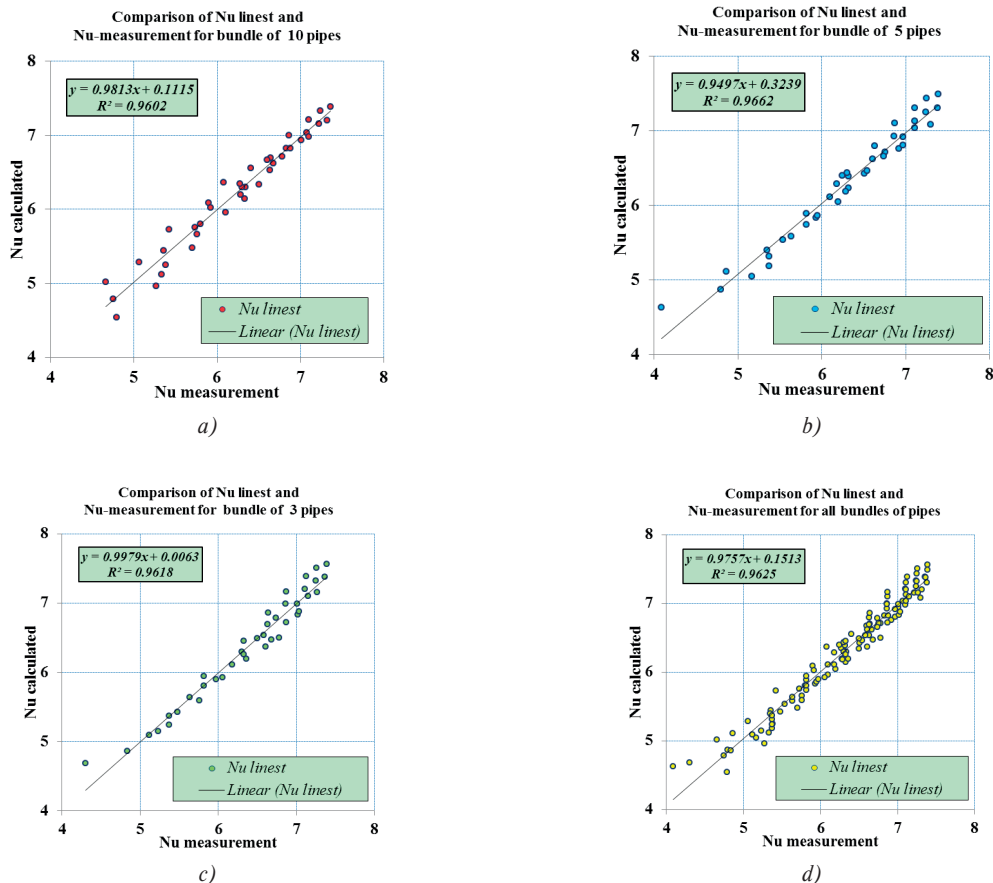 Comparison of Nu linest and
Nu-measurement for bundle of 10 pipes
8
7
6
5
4
Nu calculated
y = 0.9813x + 0.1115
R² = 0.9602
Nu linest
Linear (Nu linest)
4 5 6 7 8
Nu measurement
a)
Comparison of Nu linest and
Nu-measurement for bundle of 5 pipes
8
7
6
5
4
Nu calculated
y = 0.9497x + 0.3239
R² = 0.9662
Nu linest
Linear (Nu linest)
4 5 6 7 8
Nu measurement
b)
Comparison of Nu linest and
Nu-measurement for bundle of 3 pipes
8
7
6
5
4
Nu calculated
y = 0.9979x + 0.0063
R² = 0.9618
Nu linest
Linear (Nu linest)
4 5 6 7 8
Nu measurement
c)
Comparison of Nu linest and
Nu-measurement for all bundles of pipes
8
7
6
5
4
Nu calculated
y = 0.9757x + 0.1513
R² = 0.9625
Nu linest
Linear (Nu linest)
4 5 6 7 8
Nu measurement
d)